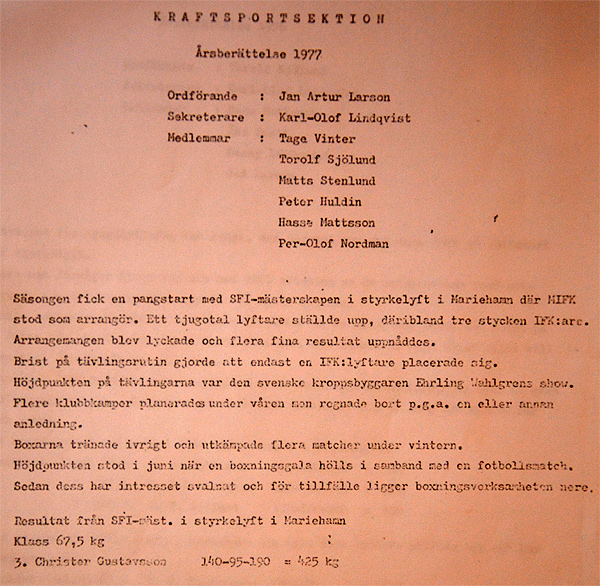 KRAFTSPORTSEKTION
Årsberättelse 1977
Ordförande : Jan Artur Larson
Sekreterare : Karl-Olof Lindqvist
Medlemmar : Tage Vinter
Torolf Sjölund
Matts Stenlund
Peter Huldin
Hasse Mattsson
Per-Olof Nordman
Säsongen fick en pangstart med SFI-mästerskapen i styrkelyft i Mariehamn där MIFK
stod som arrangör. Ett tjugotal lyftare ställde upp, däribland tre stycken IFK:are.
Arrangemangen blev lyckade och flera fina resultat uppnåddes.
Brist på tävlingsrutin gjorde att endast en IFK:lyftare placerade sig.
Höjdpunkten på tävlingarna var den svenske kroppsbyggaren Ehrling Wahlgrens show.
Flere klubbkamper planerades under våren men regnade bort p.g.a. en eller annan
anledning.
Boxarna tränade ivrigt och utkämpade flera matcher under vintern.
Höjdpunkten stod i juni när en boxningsgala hölls i samband med en fotbollsmatch.
Sedan dess har intresset svalnat och för tillfälle ligger boxningsverksamheten nere.
Resultat från SFI-mäst. i styrkelyft i Mariehamn
Klass 67,5 kg
3. Christer Gustavsson 140-95-190 = 425 kg